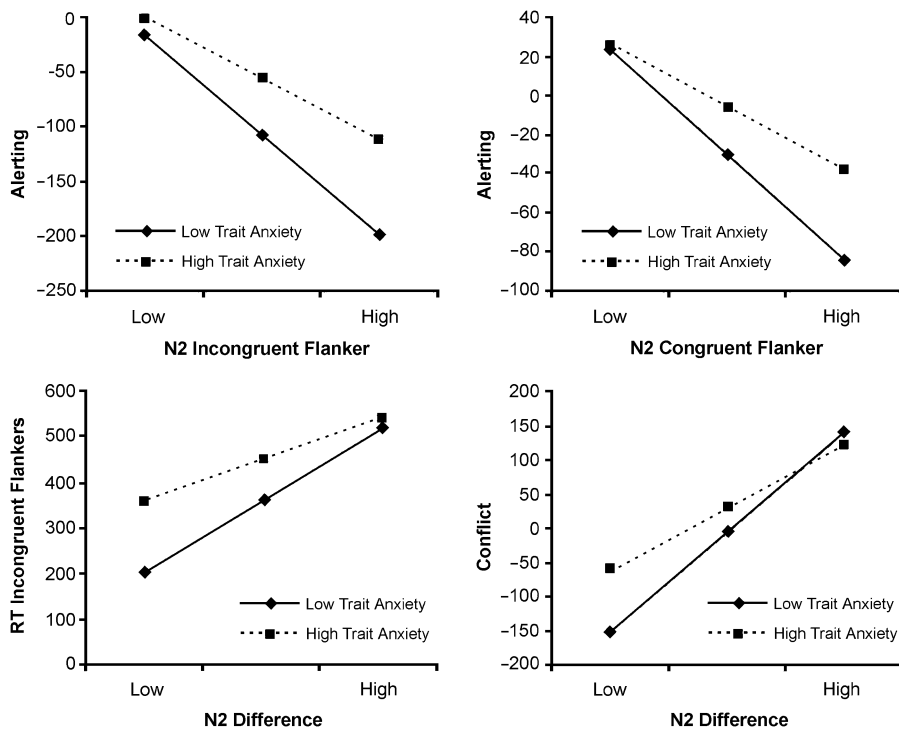 0
−50
−100
−150
−200
−250
Alerting
Low Trait Anxiety
High Trait Anxiety
Low
High
N2 Incongruent Flanker
40
20
0
−20
−40
−60
−80
−100
Alerting
Low Trait Anxiety
High Trait Anxiety
Low
High
N2 Congruent Flanker
600
500
400
300
200
100
0
RT Incongruent Flankers
Low Trait Anxiety
High Trait Anxiety
Low
High
N2 Difference
200
150
100
50
0
−50
−100
−150
−200
Conflict
Low Trait Anxiety
High Trait Anxiety
Low
High
N2 Difference